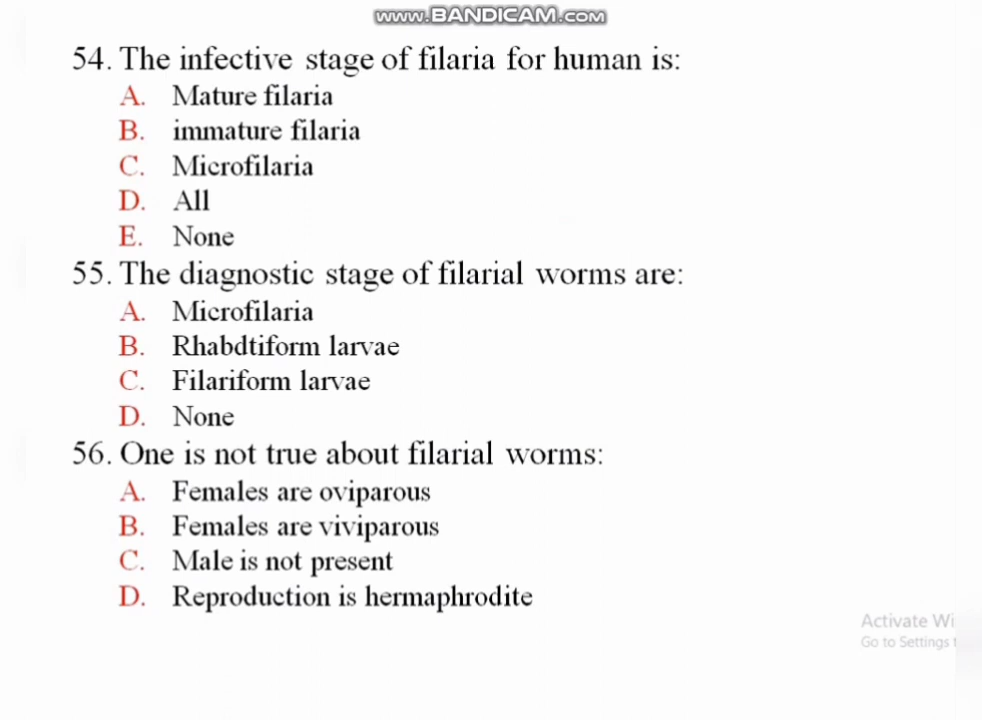 www.BANDICAM.COM
54. The infective stage of filaria for human is:
A. Mature filaria
B. immature filaria
C. Microfilaria
D. All
E. None
55. The diagnostic stage of filarial worms are:
A. Microfilaria
B. Rhabdtiform larvae
C. Filariform larvae
D. None
56. One is not true about filarial worms:
A. Females are oviparous
B. Females are viviparous
C. Male is not present
D. Reproduction is hermaphrodite
Activate Wi
Go to Settings t